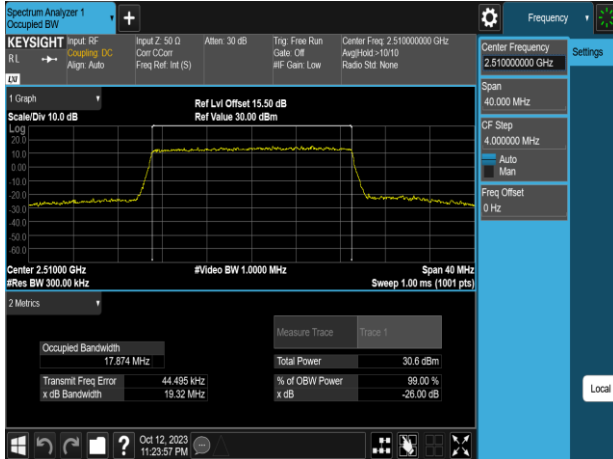 Spectrum Analyzer 1
Occupied BW
KEYSIGHT
RL
Input: RF
Coupling: DC
Align: Auto
Input Z: 50 Ω
Corr CCorr
Freq Ref: Int (S)
Atten: 30 dB
Trig: Free Run
Gate: Off
#IF Gain: Low
Center Freq: 2.510000000 GHz
Avg|Hold:>10/10
Radio Std: None
LXI
1 Graph
Scale/Div 10.0 dB
Ref Lvl Offset 15.50 dB
Ref Value 30.00 dBm
Log
20.0
10.0
0.00
-10.0
-20.0
-30.0
-40.0
-50.0
-60.0
Center 2.51000 GHz
#Res BW 300.00 kHz
#Video BW 1.0000 MHz
Span 40 MHz
Sweep 1.00 ms (1001 pts)
2 Metrics
Measure Trace Trace 1
Occupied Bandwidth
17.874 MHz
Total Power 30.6 dBm
Transmit Freq Error 44.495 kHz
x dB Bandwidth 19.32 MHz
% of OBW Power 99.00 %
x dB -26.00 dB
?
Oct 12, 2023
11:23:57 PM
Frequency
Center Frequency
2.510000000 GHz
Settings
Span
40.000 MHz
CF Step
4.000000 MHz
Auto
Man
Freq Offset
0 Hz
Local